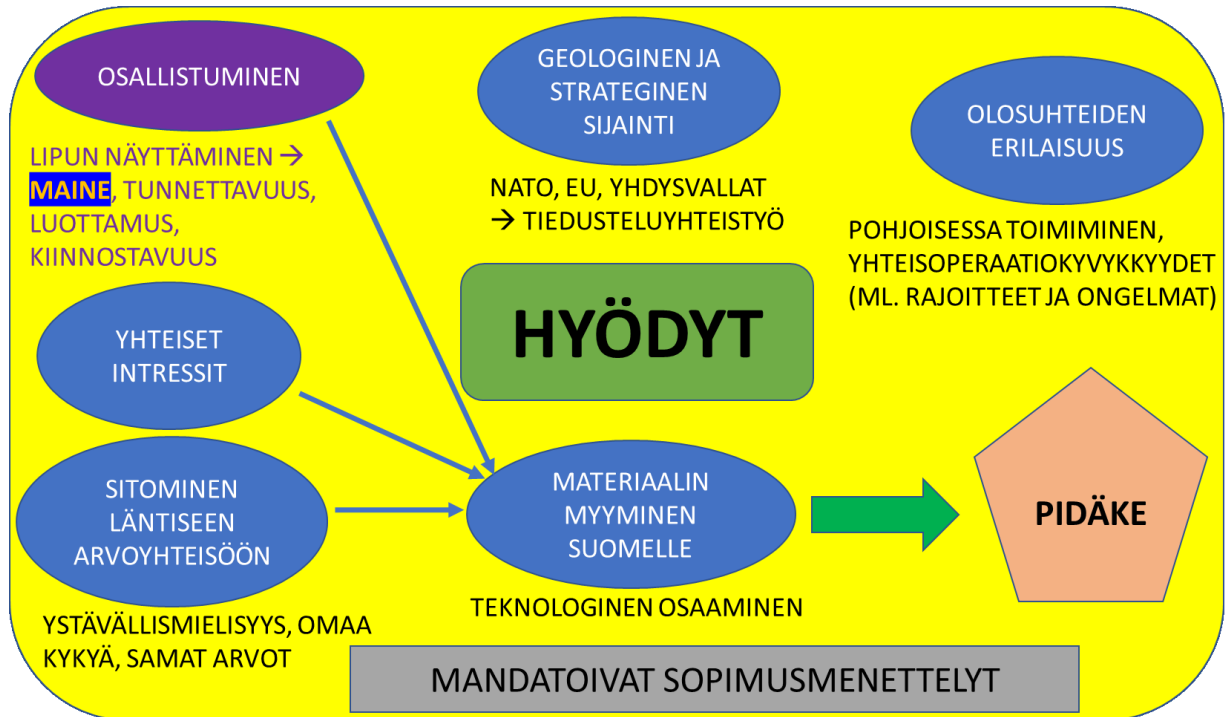 OSALLISTUMINEN
LIPUN NÄYTTÄMINEN →
MAINE, TUNNETTAVUUS,
LUOTTAMUS,
KIINNOSTAVUUS
GEOLOGINEN JA
STRATEGINEN
SIJAINTI
NATO, EU, YHDYSVALLAT
→ TIEDUSTELUYHTEISTYÖ
OLOSUHTEIDEN
ERILAISUUS
POHJOISESSA TOIMIMINEN,
YHTEISOPERAATIOKYVYKKYYDET
(ML. RAJOITTEET JA ONGELMAT)
HYÖDYT
YHTEISET
INTRESSIT
SITOMINEN
LÄNTISEEN
ARVOYHTEISÖÖN
YSTÄVÄLLISMIELISYYS, OMAA
KYKYÄ, SAMAT ARVOT
MATERIAALIN
MYYMINEN
SUOMELLE
TEKNOLOGINEN OSAAMINEN
PIDÄKE
MANDATOIVAT SOPIMUSMENETTELYT